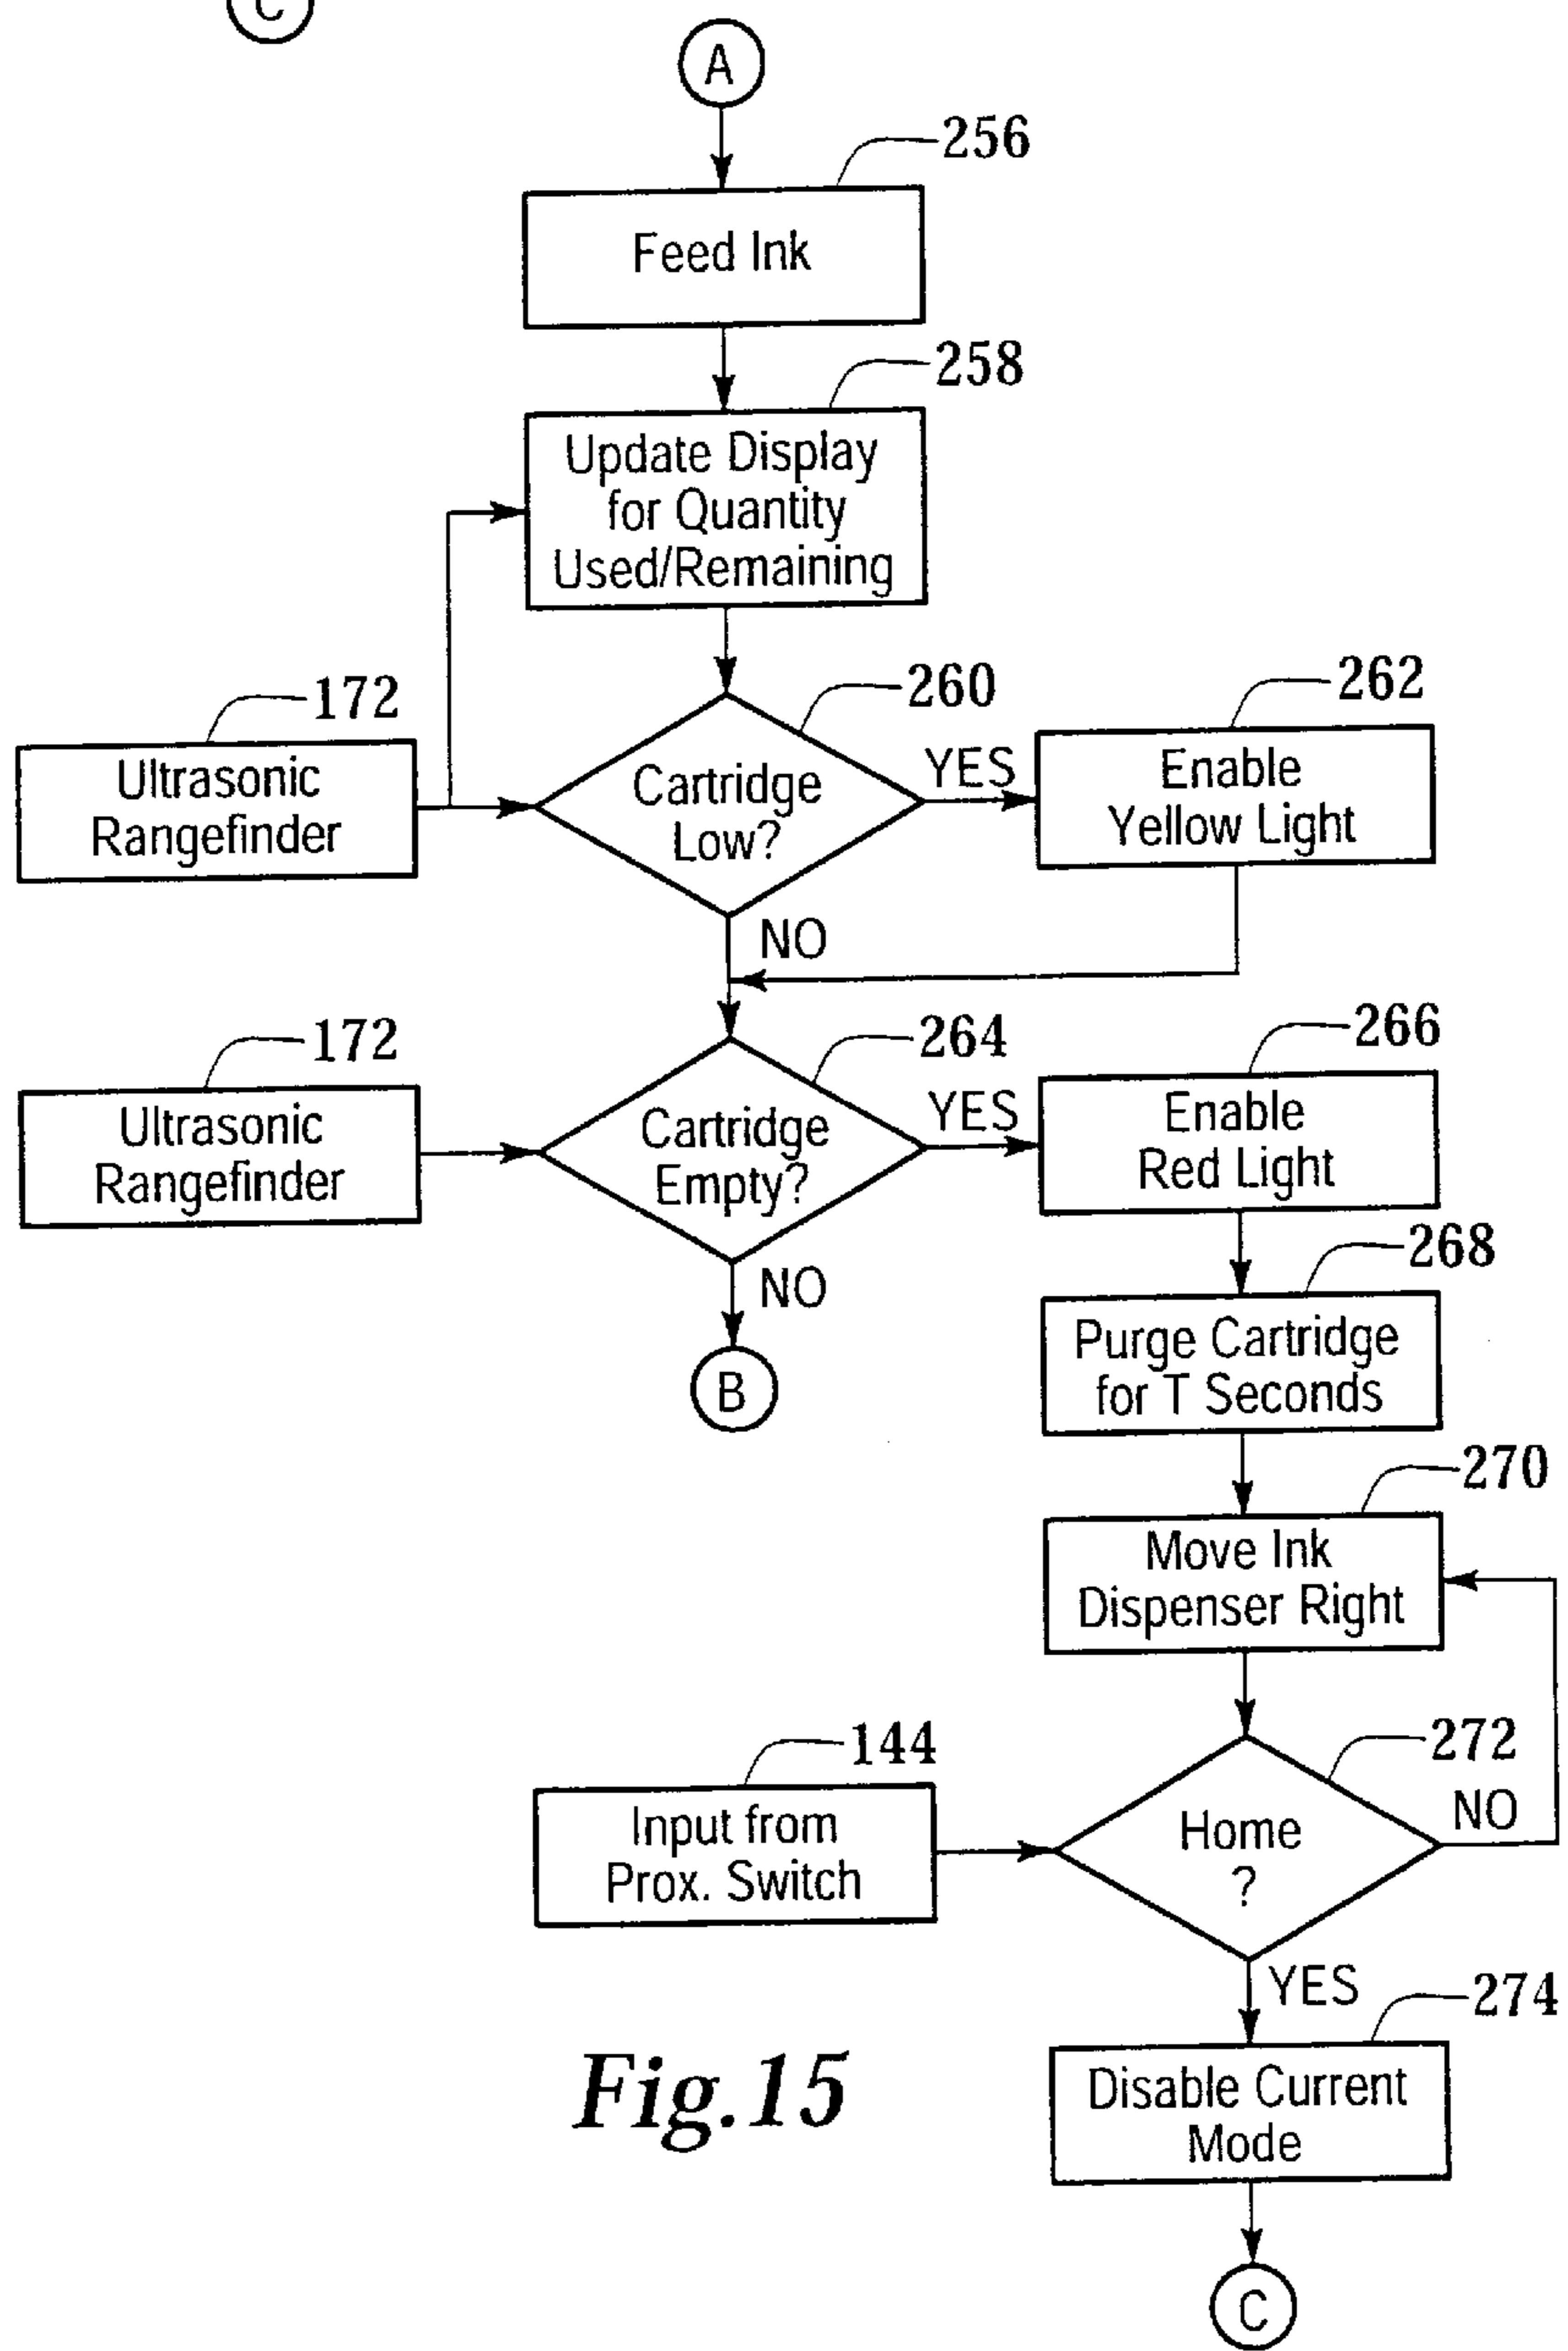 C
A
256
Feed Ink
258
Update Display
for Quantity
Used/Remaining
260
262
172
Ultrasonic
Rangefinder
Cartridge
Low?
YES
Enable
Yellow Light
NO
172
264
266
Ultrasonic
Rangefinder
Cartridge
Empty?
YES
Enable
Red Light
268
NO
Purge Cartridge
for T Seconds
B
270
Move Ink
Dispenser Right
144
272
Input from
Prox. Switch
Home
?
NO
YES
274
Fig.15
Disable Current
Mode
C